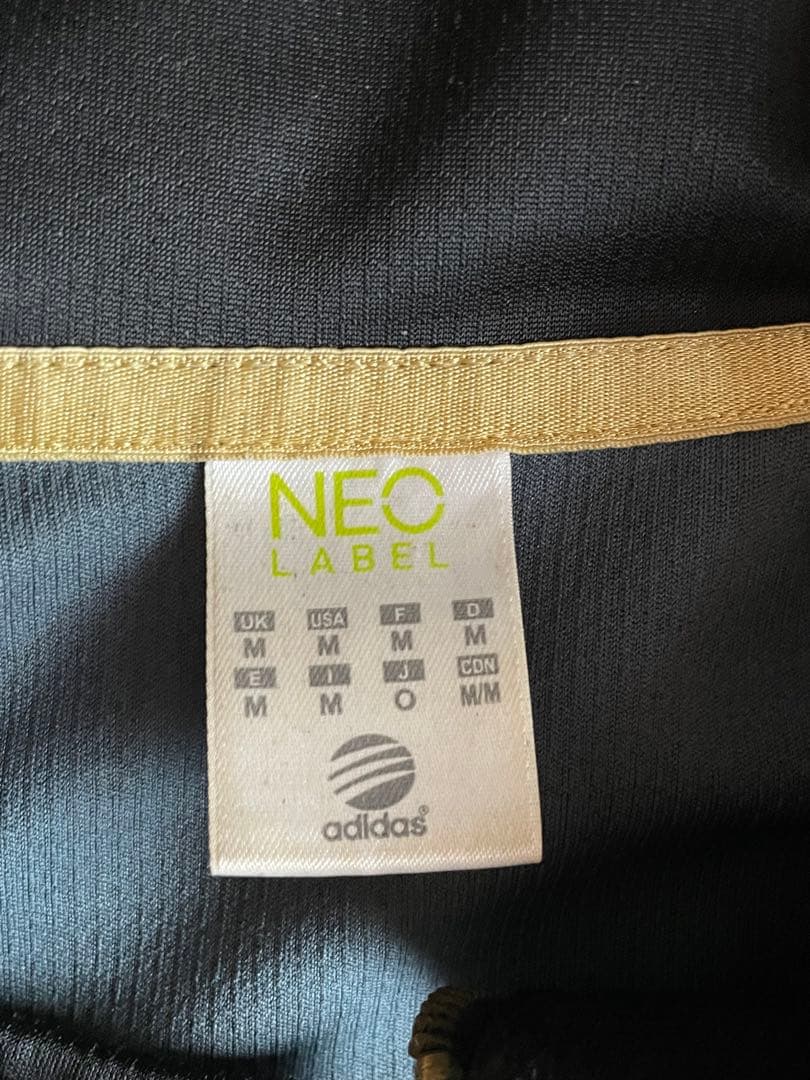 NEO
LABEL
UK USA F D
M M M M
E I J CDN
M M O M/M
adidas®